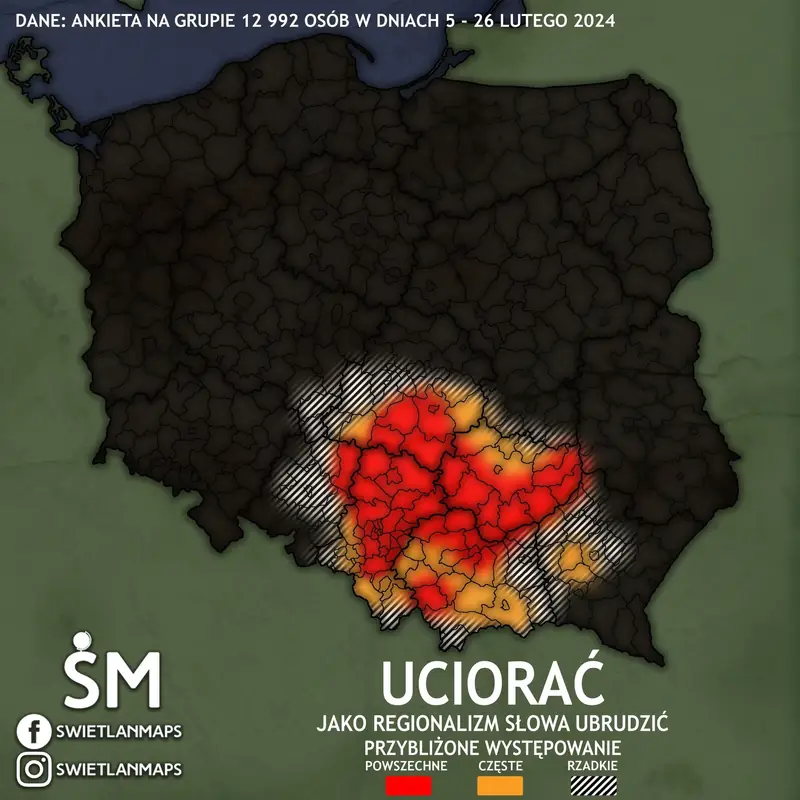 DANE: ANKIETA NA GRUPIE 12 992 OSÓB W DNIACH 5 - 26 LUTEGO 2024
ŚM
SWIETLANMAPS
SWIETLANMAPS
UCIORAĆ
JAKO REGIONALIZM SŁOWA UBRUDZIĆ
PRZYBLIŻONE WYSTĘPOWANIE
POWSZECHNE CZĘSTE RZADKIE